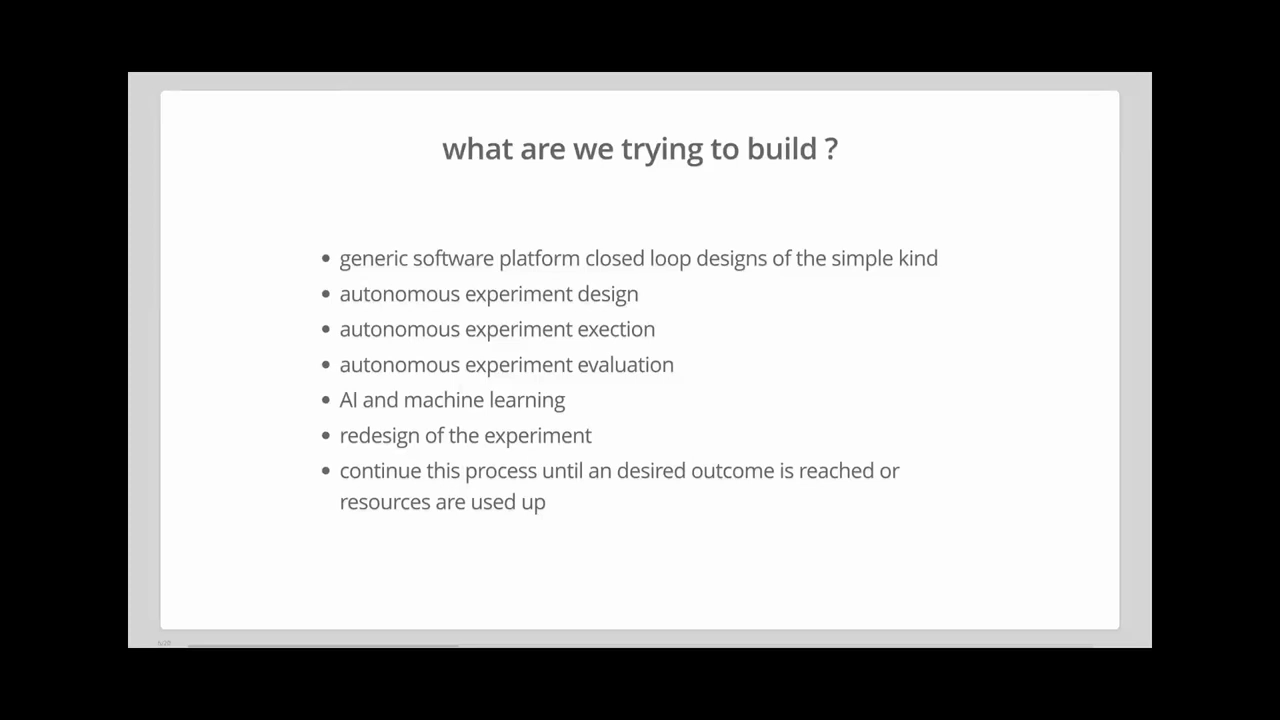 what are we trying to build ?
• generic software platform closed loop designs of the simple kind
• autonomous experiment design
• autonomous experiment exection
• autonomous experiment evaluation
• AI and machine learning
• redesign of the experiment
• continue this process until an desired outcome is reached or
resources are used up